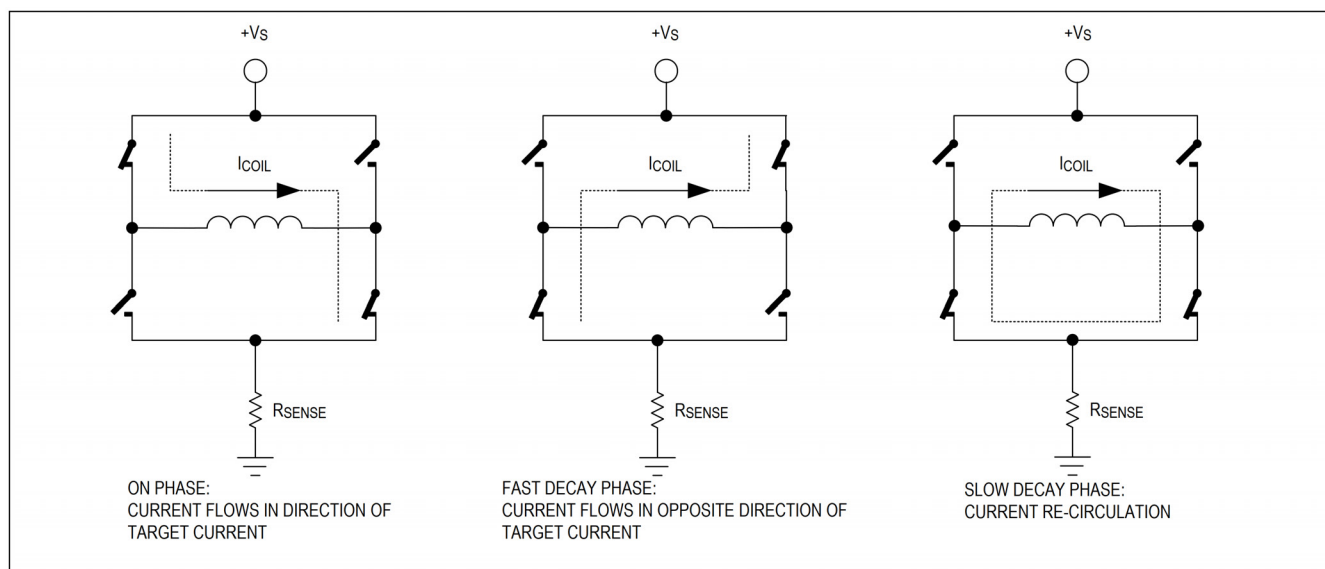 +VS
ICOIL
RSENSE
ON PHASE:
CURRENT FLOWS IN DIRECTION OF
TARGET CURRENT
+VS
ICOIL
RSENSE
FAST DECAY PHASE:
CURRENT FLOWS IN OPPOSITE DIRECTION OF
TARGET CURRENT
+VS
ICOIL
RSENSE
SLOW DECAY PHASE:
CURRENT RE-CIRCULATION